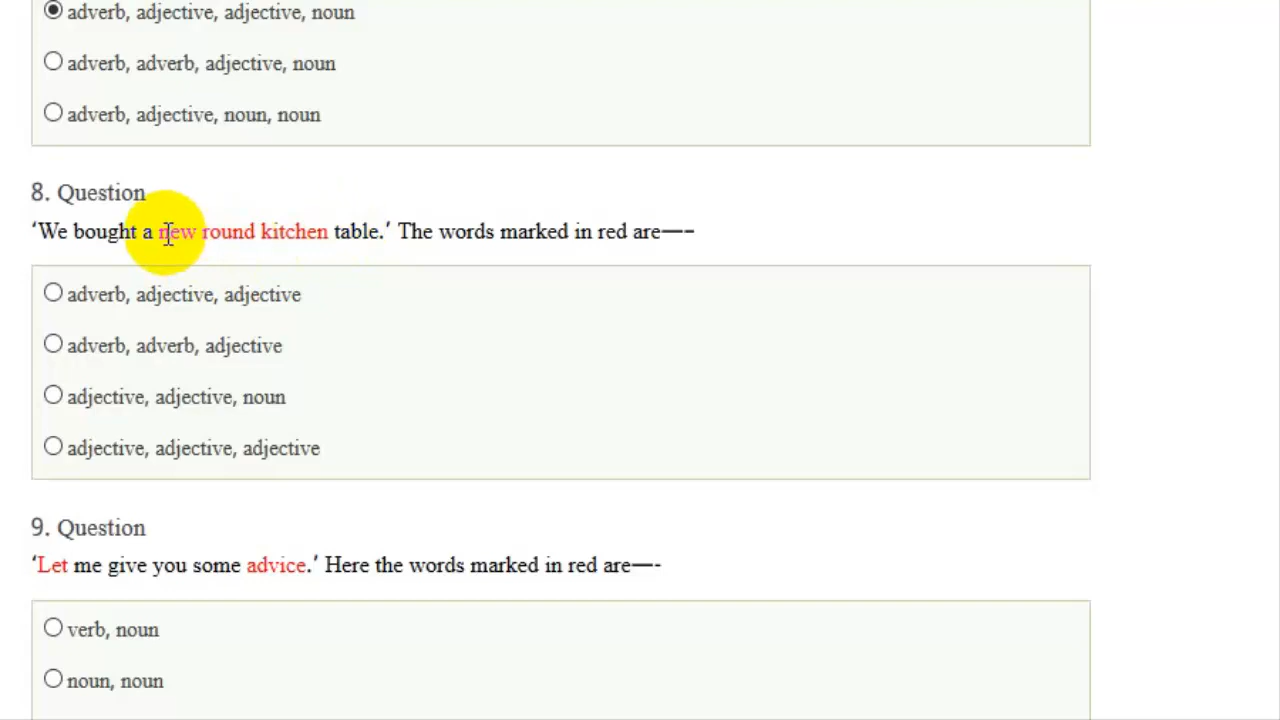 adverb, adjective, adjective, noun
adverb, adverb, adjective, noun
adverb, adjective, noun, noun
8. Question
‘We bought a new round kitchen table.’ The words marked in red are—–
adverb, adjective, adjective
adverb, adverb, adjective
adjective, adjective, noun
adjective, adjective, adjective
9. Question
‘Let me give you some advice.’ Here the words marked in red are—-
verb, noun
noun, noun